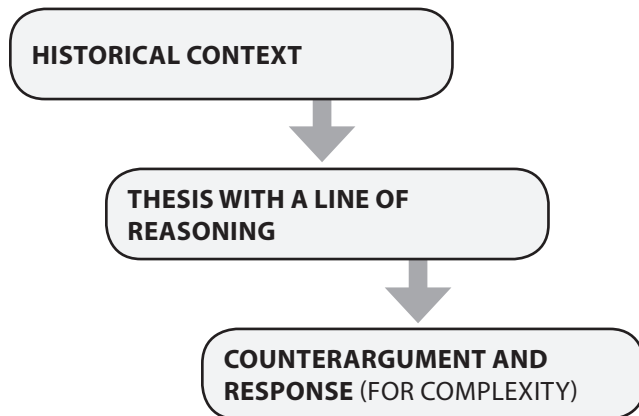 HISTORICAL CONTEXT
THESIS WITH A LINE OF
REASONING
COUNTERARGUMENT AND
RESPONSE (FOR COMPLEXITY)